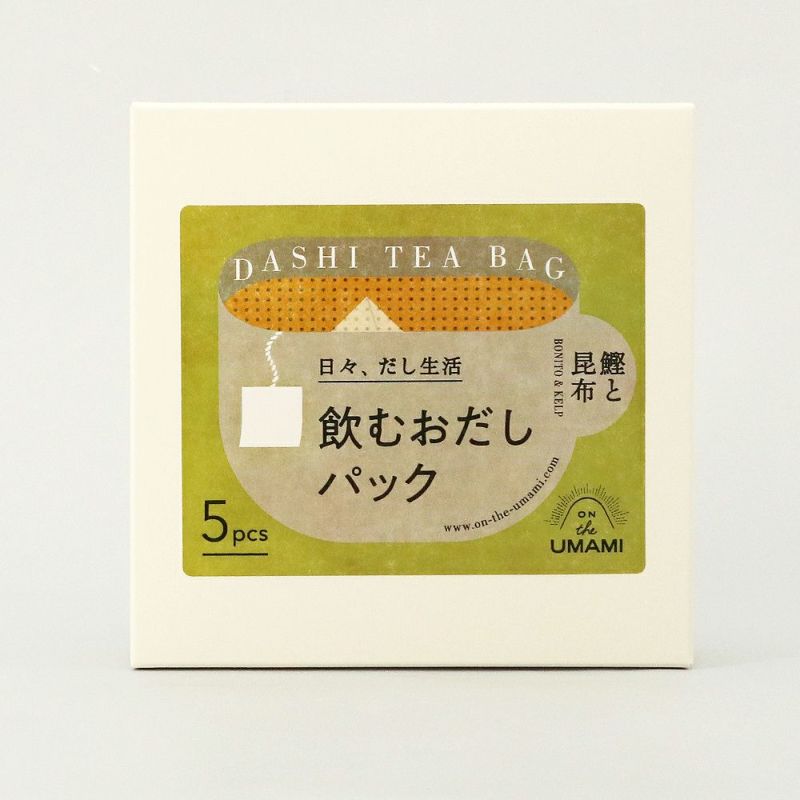 DASHI TEA BAG
日々、だし生活
飲むおだし
パック
鰹と
昆布
BONITO & KELP
www.on-the-umami.com
5pcs
ON
the
UMAMI